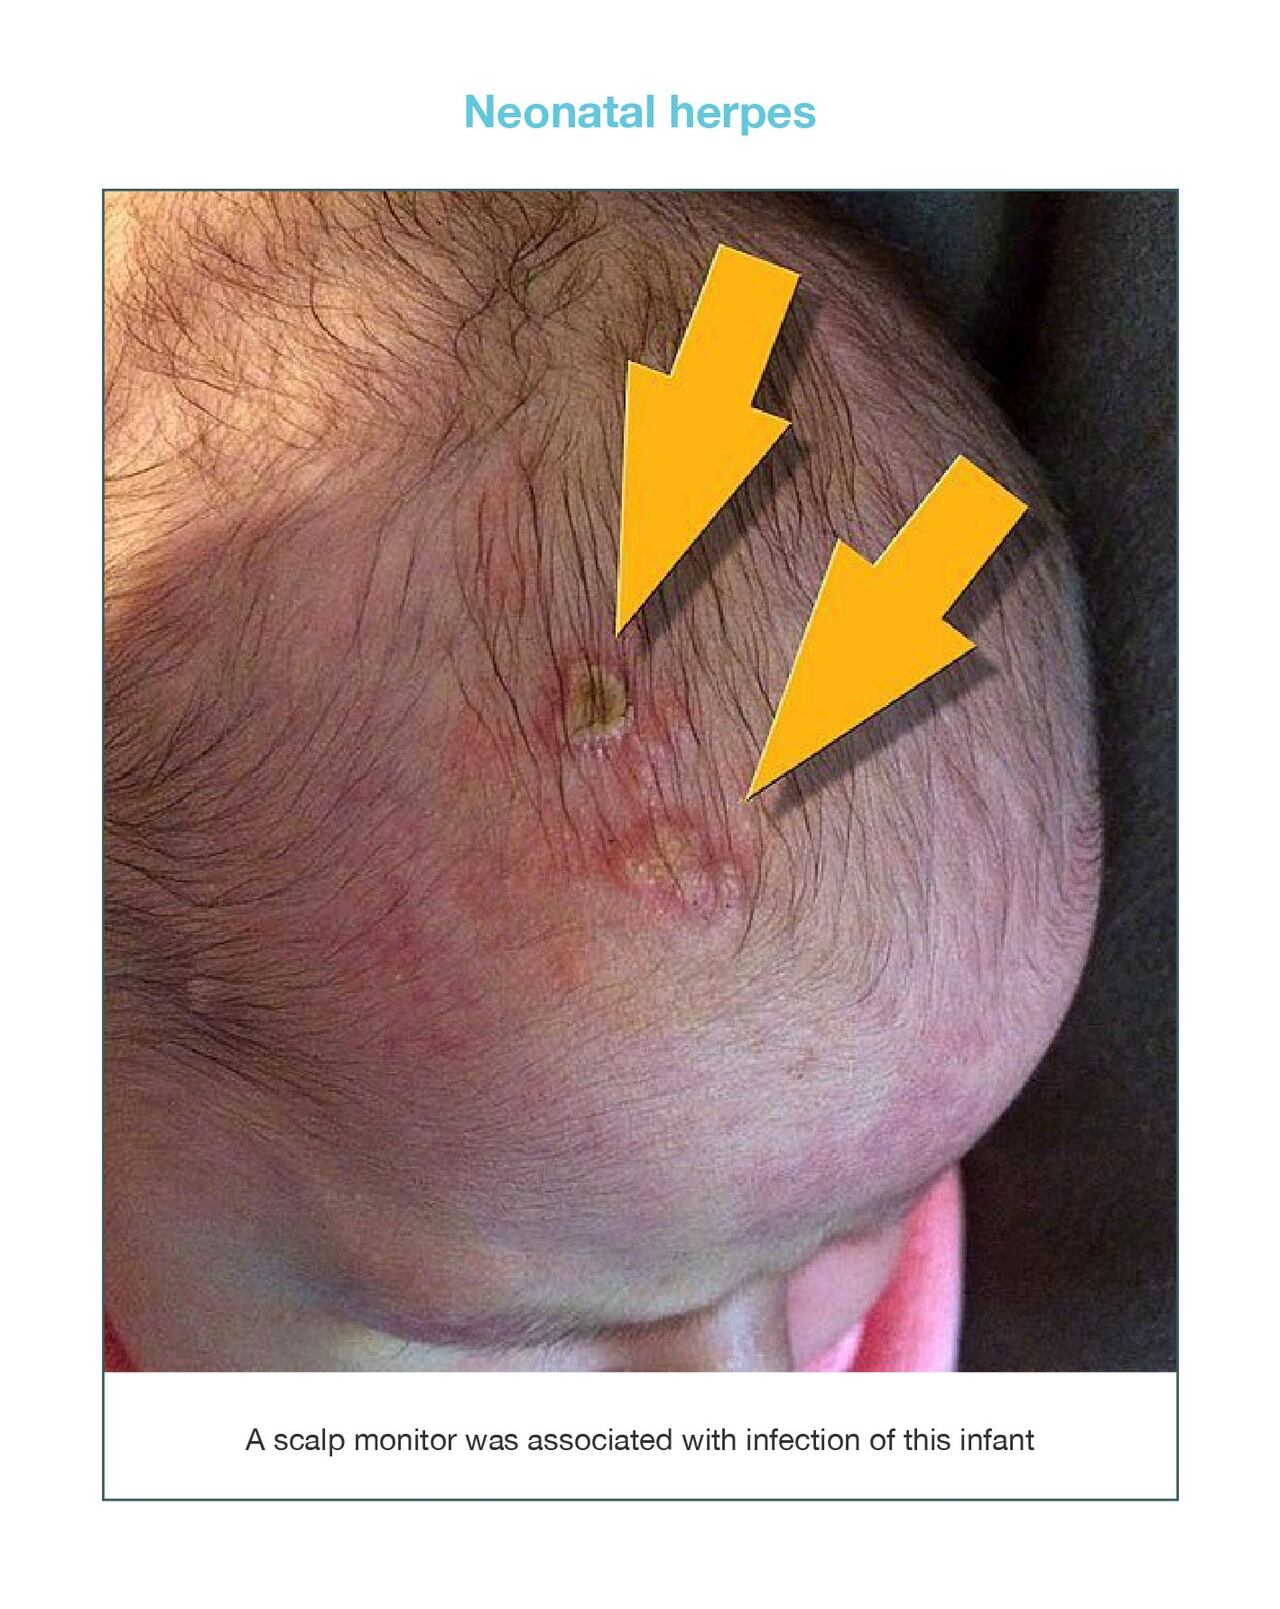 Neonatal herpes
A scalp monitor was associated with infection of this infant